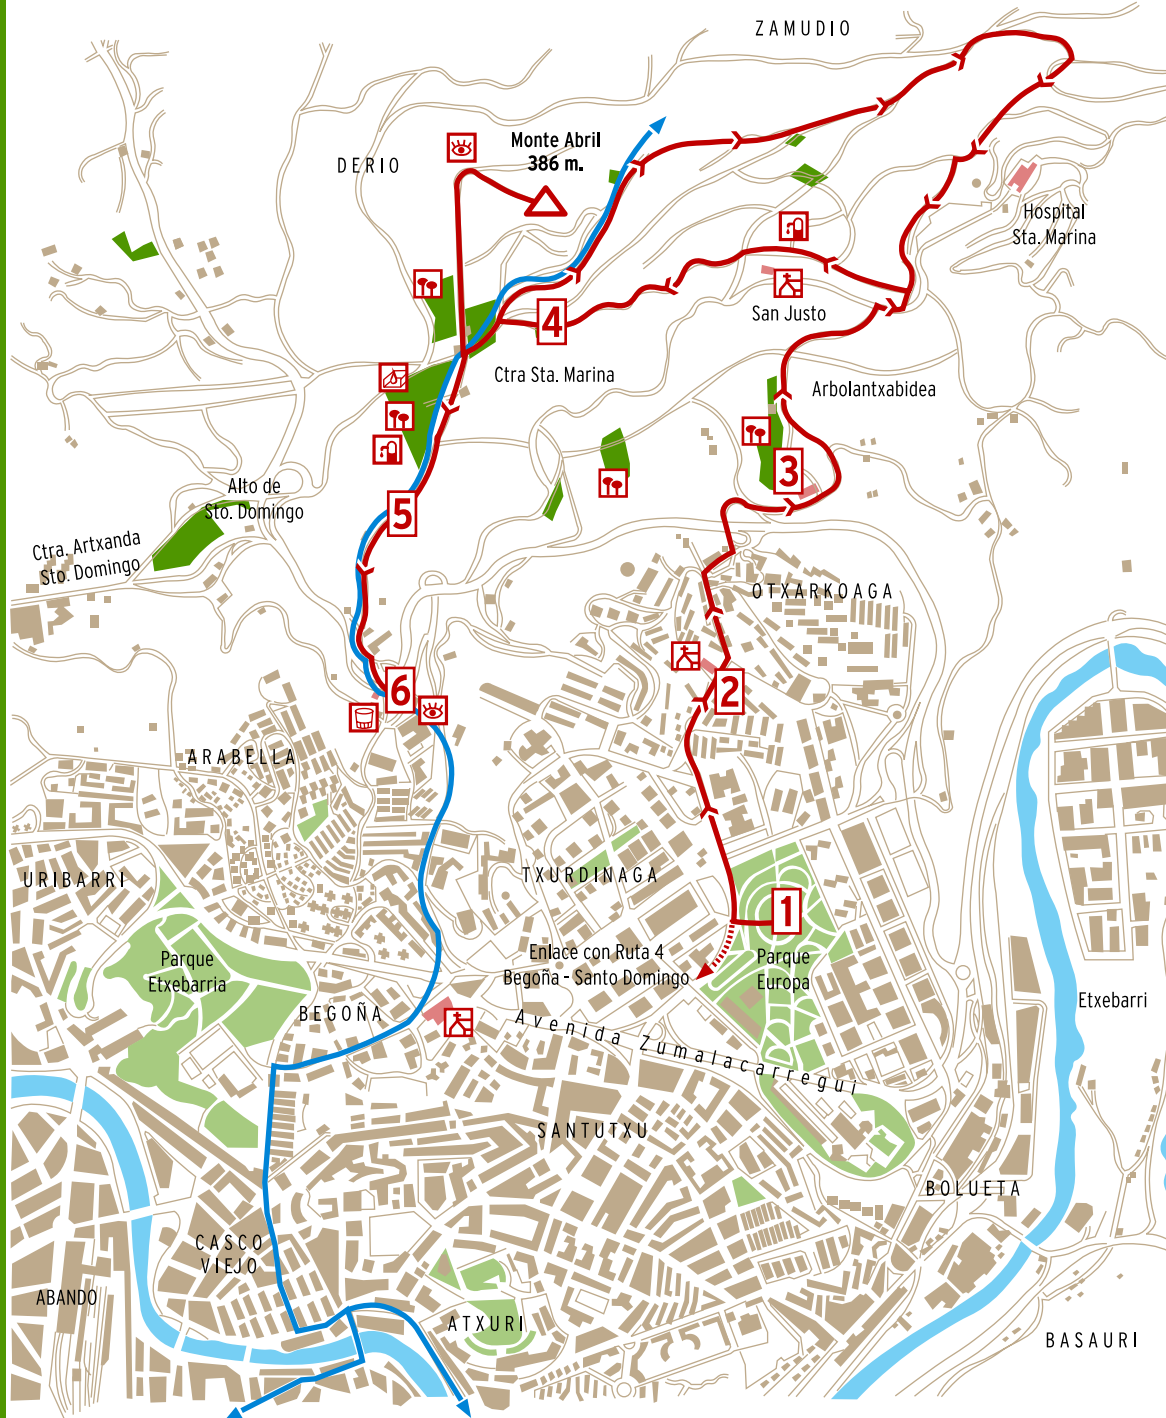 ZAMUDIO
Monte Abril
386 m.
DERIO
Hospital
Sta. Marina
San Justo
4
Ctra Sta. Marina
Arbolantxabidea
3
Alto de
Sto. Domingo
5
Ctra. Artxanda
Sto. Domingo
OTXARKOAGA
6
2
ARABELLA
URIBARRI
TXURDINAGA
1
Enlace con Ruta 4
Begoña - Santo Domingo
Parque
Europa
Parque
Etxebarria
BEGOÑA
Etxebarri
Avenida Zumalacarregui
SANTUTXU
BOLUETA
CASCO
VIEJO
ABANDO
ATXURI
BASAURI